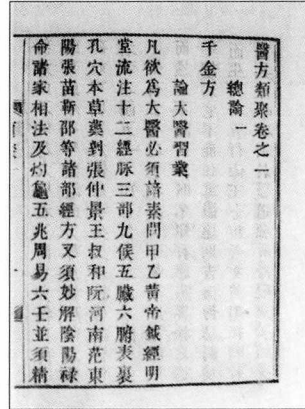 醫方類聚卷之一
總論一
千金方
論大醫習業
凡欲爲大醫必須諳素問甲乙黃帝鍼經明
堂流注十二經脉三部九候五臟六腑表裏
孔穴本草藥對張仲景王叔和阮河南范東
陽張苗靳邵等諸部經方又須妙解陰陽祿
命諸家相法及灼龜五兆周易六壬並須精